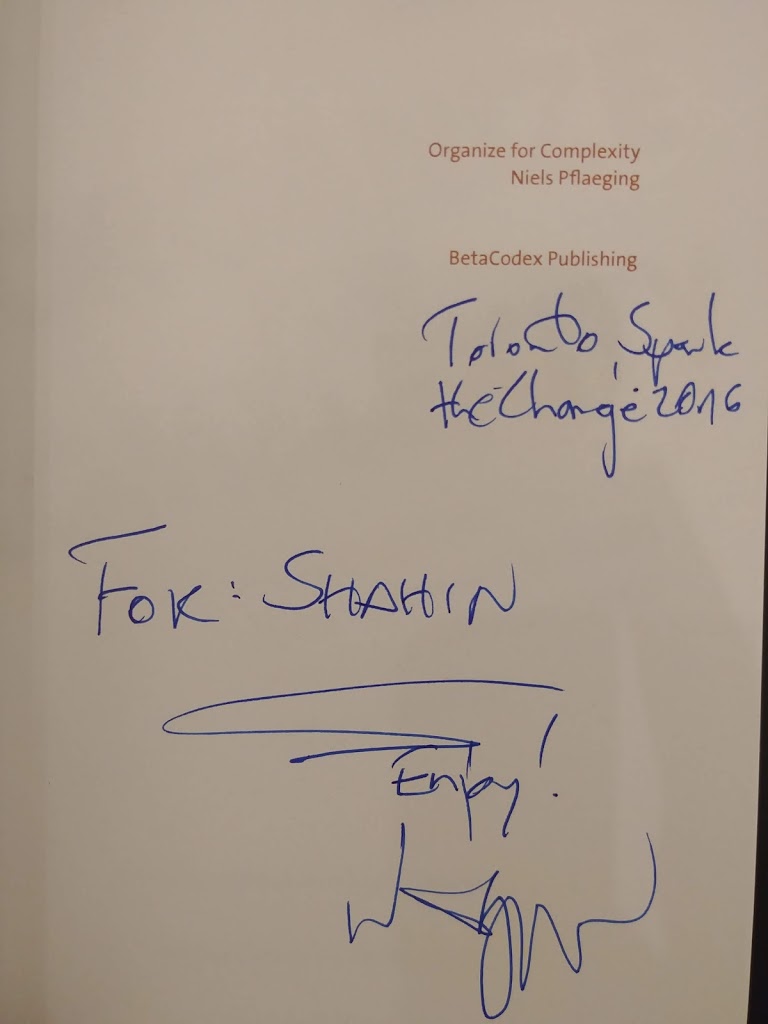 Organize for Complexity
Niels Pflaeging
BetaCodex Publishing
Toronto, Spark
the Change 2016
FOR: SHAHIN
Enjoy!